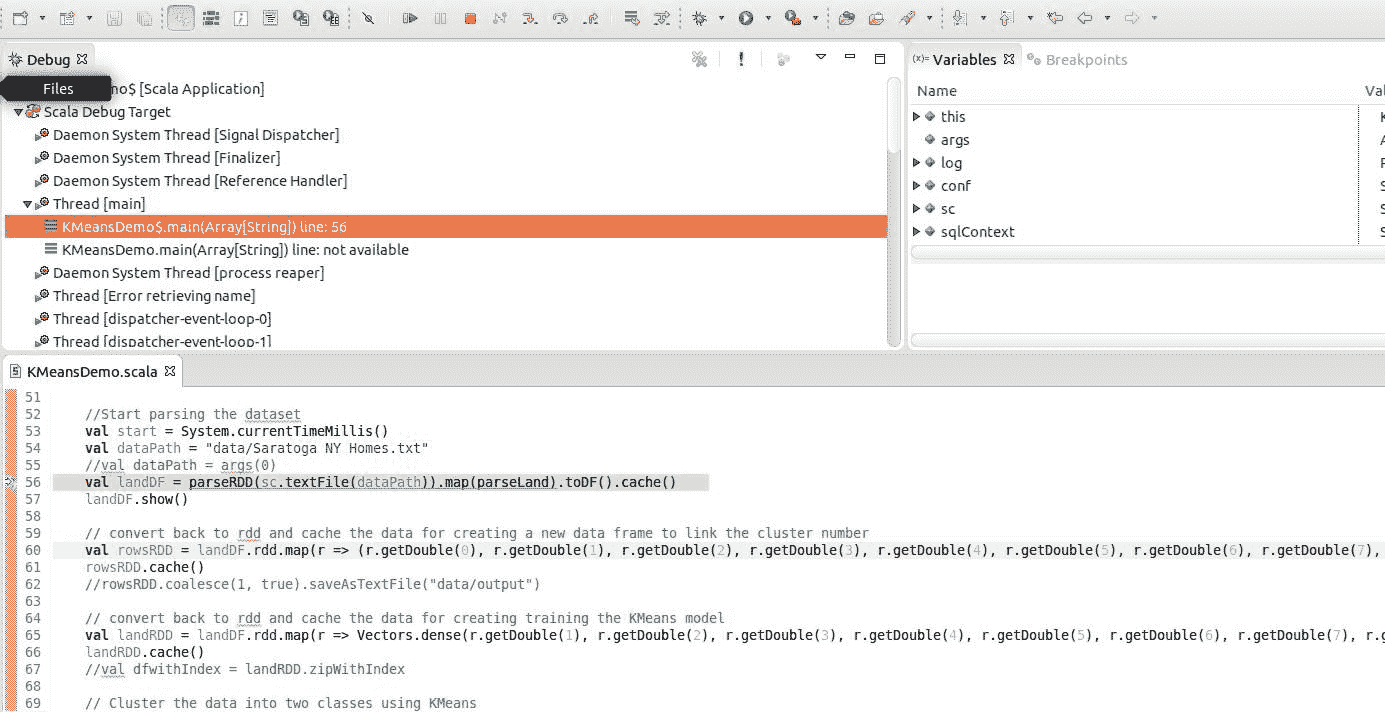 Debug
Files
mo$ [Scala Application]
Scala Debug Target
Daemon System Thread [Signal Dispatcher]
Daemon System Thread [Finalizer]
Daemon System Thread [Reference Handler]
Thread [main]
KMeansDemo$.main(Array[String]) line: 56
KMeansDemo.main(Array[String]) line: not available
Daemon System Thread [process reaper]
Thread [Error retrieving name]
Thread [dispatcher-event-loop-0]
Thread [dispatcher-event-loop-1]
(x)= Variables
Breakpoints
Name Val
this
args
log
conf
sc
sqlContext
KMeansDemo.scala
51
52 //Start parsing the dataset
53 val start = System.currentTimeMillis()
54 val dataPath = "data/Saratoga NY Homes.txt"
55 //val dataPath = args(0)
56 val landDF = parseRDD(sc.textFile(dataPath)).map(parseLand).toDF().cache()
57 landDF.show()
58
59 // convert back to rdd and cache the data for creating a new data frame to link the cluster number
60 val rowsRDD = landDF.rdd.map(r => (r.getDouble(0), r.getDouble(1), r.getDouble(2), r.getDouble(3), r.getDouble(4), r.getDouble(5), r.getDouble(6), r.getDouble(7),
61 rowsRDD.cache()
62 //rowsRDD.coalesce(1, true).saveAsTextFile("data/output")
63
64 // convert back to rdd and cache the data for creating training the KMeans model
65 val landRDD = landDF.rdd.map(r => Vectors.dense(r.getDouble(1), r.getDouble(2), r.getDouble(3), r.getDouble(4), r.getDouble(5), r.getDouble(6), r.getDouble(7), r.g
66 landRDD.cache()
67 //val dfwithIndex = landRDD.zipWithIndex
68
69 // Cluster the data into two classes using KMeans